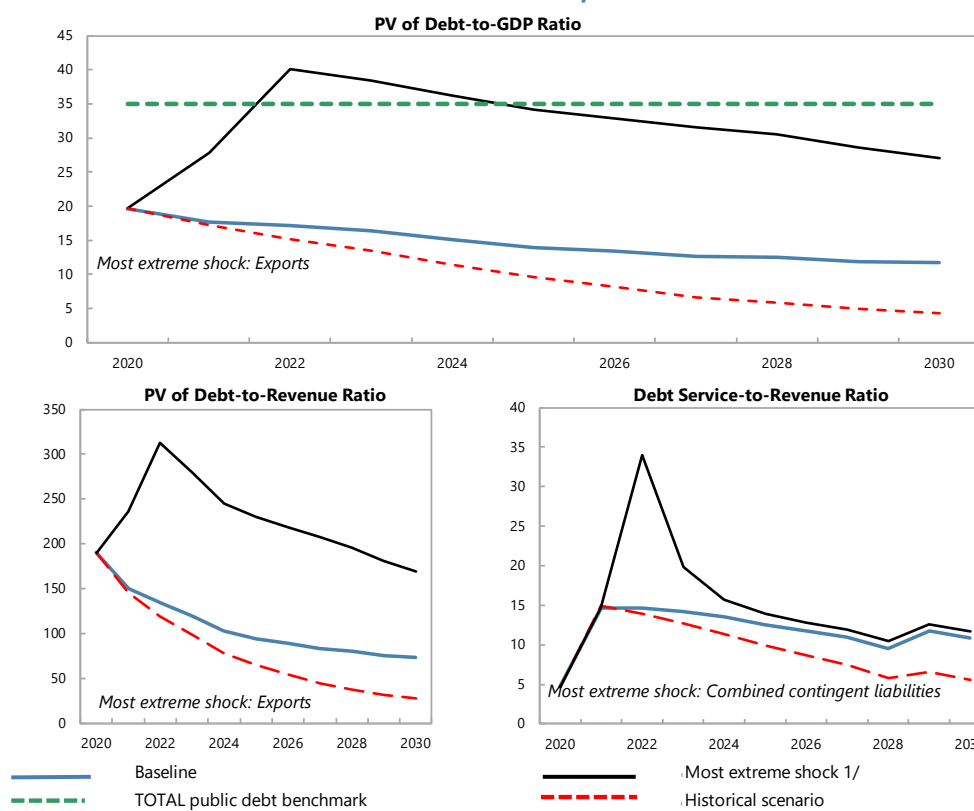 PV of Debt-to-GDP Ratio
45
40
35
30
25
20
15
10
5
0
Most extreme shock: Exports
2020 2022 2024 2026 2028 2030
PV of Debt-to-Revenue Ratio
350
300
250
200
150
100
50
0
Most extreme shock: Exports
2020 2022 2024 2026 2028 2030
Debt Service-to-Revenue Ratio
40
35
30
25
20
15
10
5
0
Most extreme shock: Combined contingent liabilities
2020 2022 2024 2026 2028
Baseline
Most extreme shock 1/
TOTAL public debt benchmark
Historical scenario